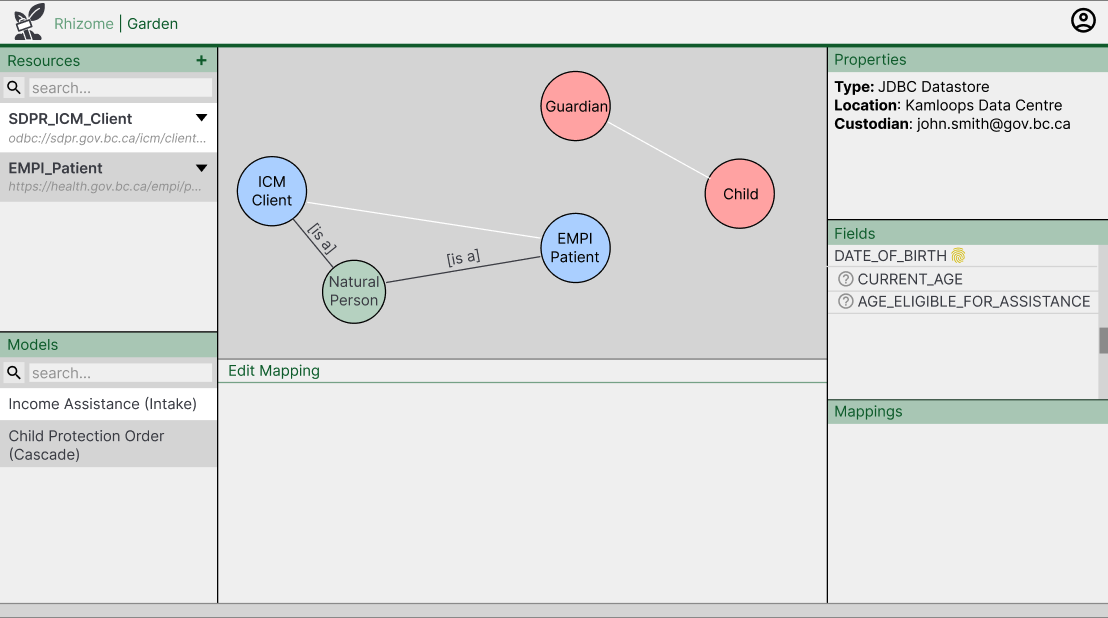 Rhizome | Garden
Resources +
search...
SDPR_ICM_Client
odbc://sdpr.gov.bc.ca/icm/client...
EMPI_Patient
https://health.gov.bc.ca/empi/p...
Models
search...
Income Assistance (Intake)
Child Protection Order
(Cascade)
Guardian
Child
ICM
Client
EMPI
Patient
Natural
Person
[is a]
[is a]
Edit Mapping
Properties
Type: JDBC Datastore
Location: Kamloops Data Centre
Custodian: john.smith@gov.bc.ca
Fields
DATE_OF_BIRTH
? CURRENT_AGE
? AGE_ELIGIBLE_FOR_ASSISTANCE
Mappings